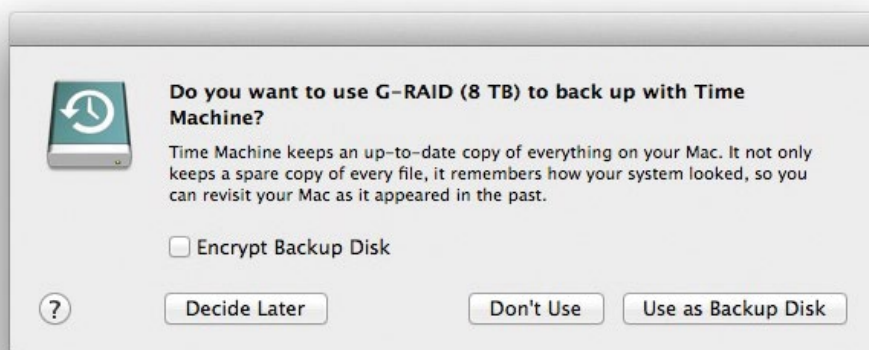 Do you want to use G-RAID (8 TB) to back up with Time
Machine?
Time Machine keeps an up-to-date copy of everything on your Mac. It not only
keeps a spare copy of every file, it remembers how your system looked, so you
can revisit your Mac as it appeared in the past.
Encrypt Backup Disk
? Decide Later Don't Use Use as Backup Disk